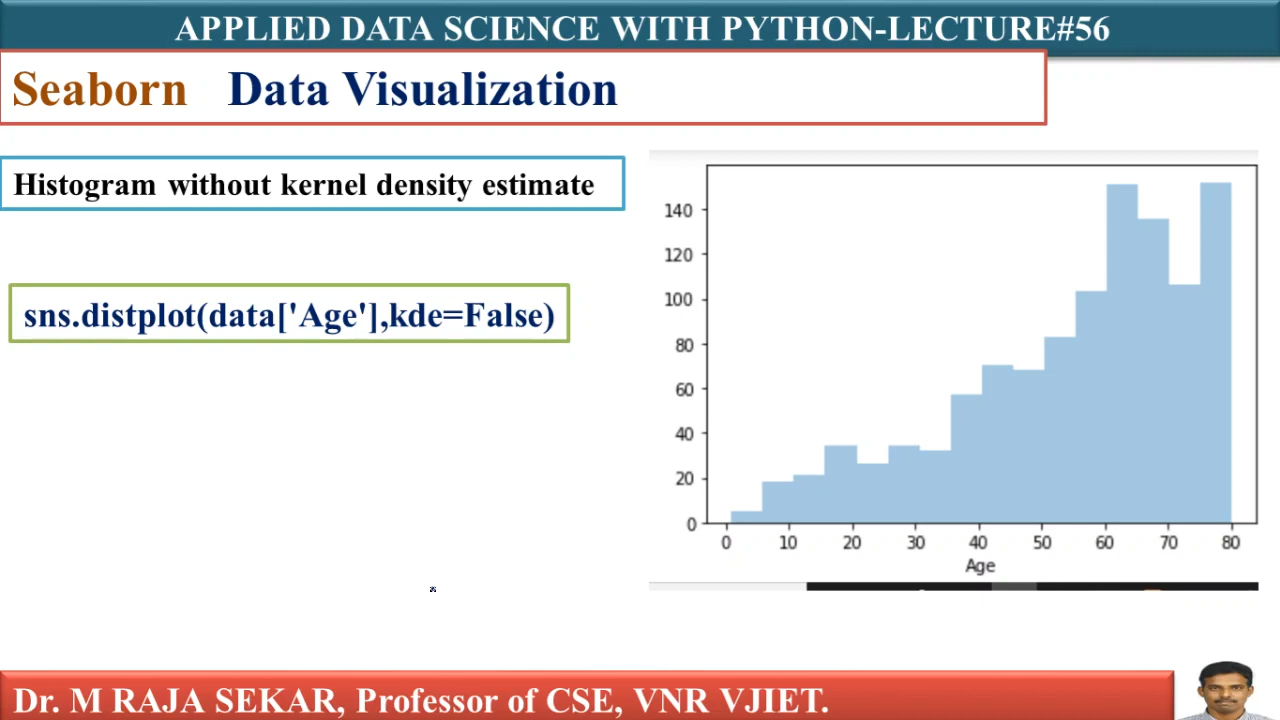 APPLIED DATA SCIENCE WITH PYTHON-LECTURE#56
Seaborn Data Visualization
Histogram without kernel density estimate
sns.distplot(data['Age'],kde=False)
140
120
100
80
60
40
20
0
0 10 20 30 40 50 60 70 80
Age
Dr. M RAJA SEKAR, Professor of CSE, VNR VJIET.